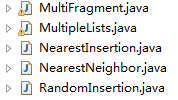 MultiFragment.java
MultipleLists.java
NearestInsertion.java
NearestNeighbor.java
RandomInsertion.java